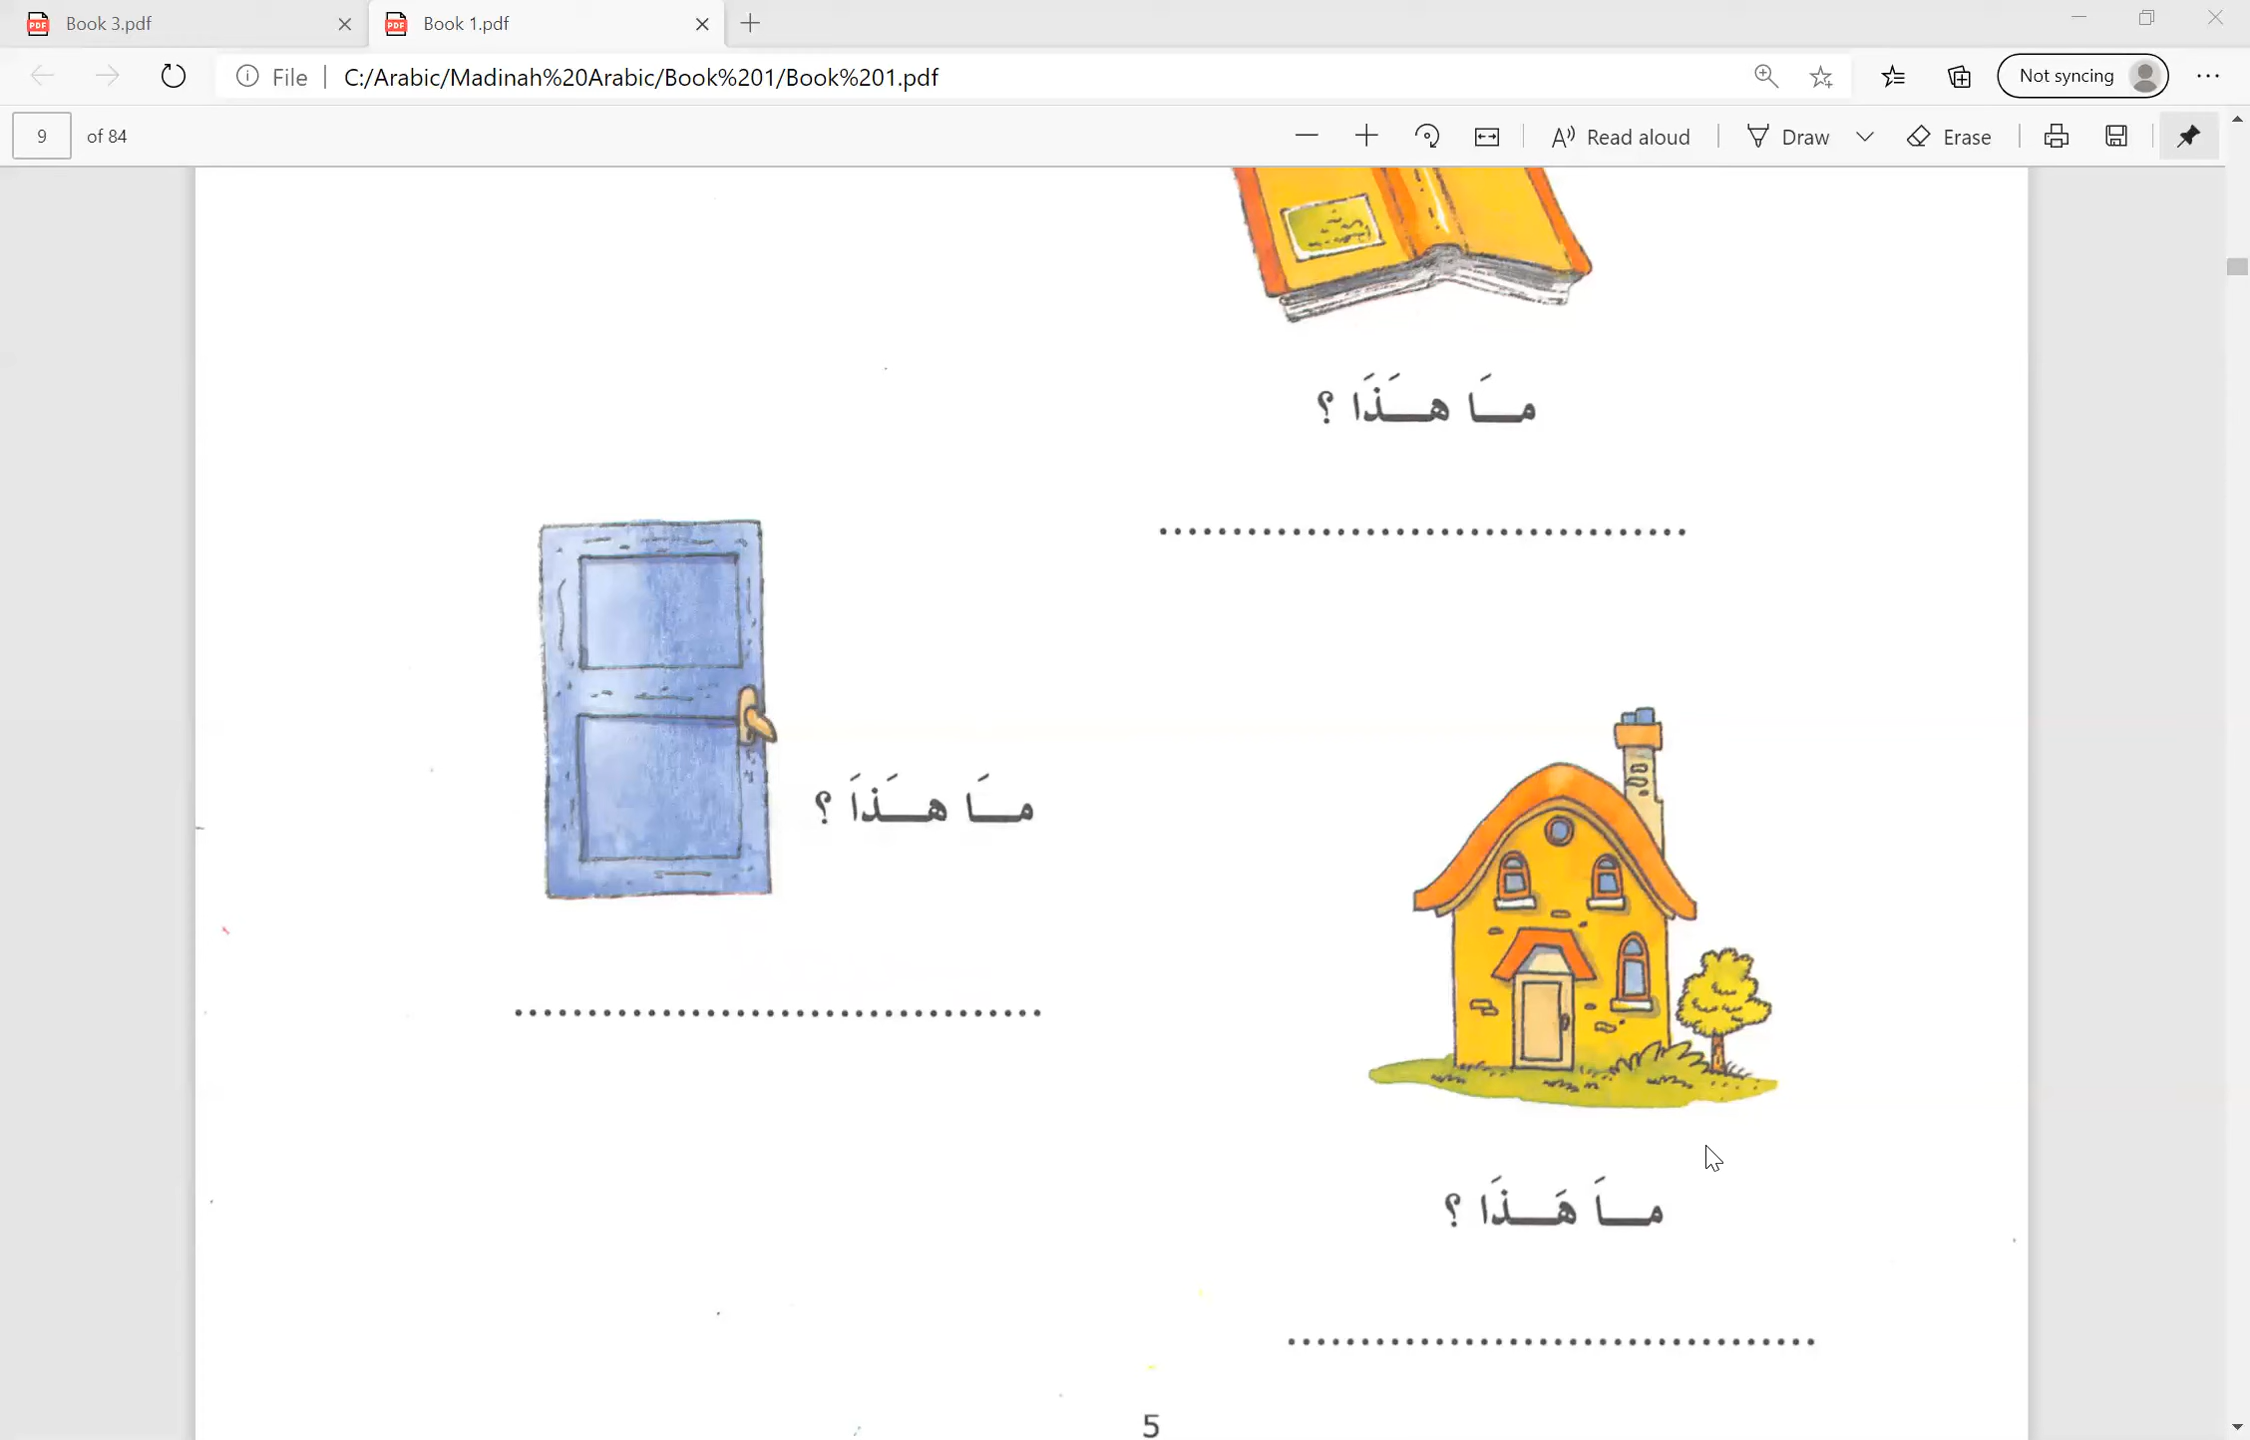 Book 3.pdf
Book 1.pdf
File
C:/Arabic/Madinah%20Arabic/Book%201/Book%201.pdf
Not syncing
9 of 84
Read aloud
Draw
Erase
مَا هَذَا ؟
................................................
مَا هَذَا ؟
................................................
مَا هَذَا ؟
................................................
5